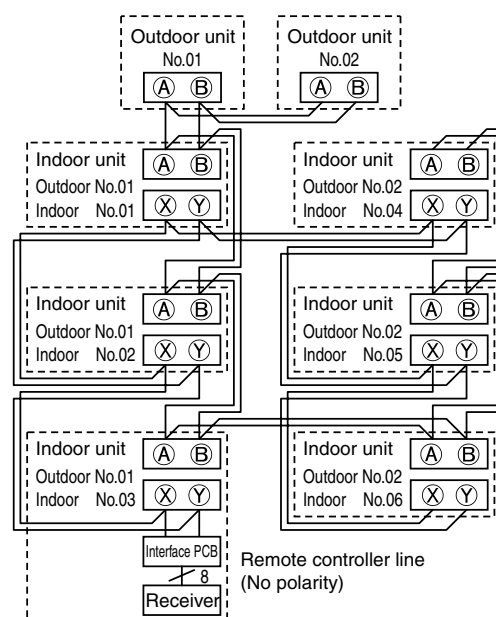 Outdoor unit
No.01
A B
Outdoor unit
No.02
A B
Indoor unit
Outdoor No.01
Indoor No.01
A B
X Y
Indoor unit
Outdoor No.02
Indoor No.04
A B
X Y
Indoor unit
Outdoor No.01
Indoor No.02
A B
X Y
Indoor unit
Outdoor No.02
Indoor No.05
A B
X Y
Indoor unit
Outdoor No.01
Indoor No.03
A B
X Y
Indoor unit
Outdoor No.02
Indoor No.06
A B
X Y
Interface PCB
8
Receiver
Remote controller line
(No polarity)